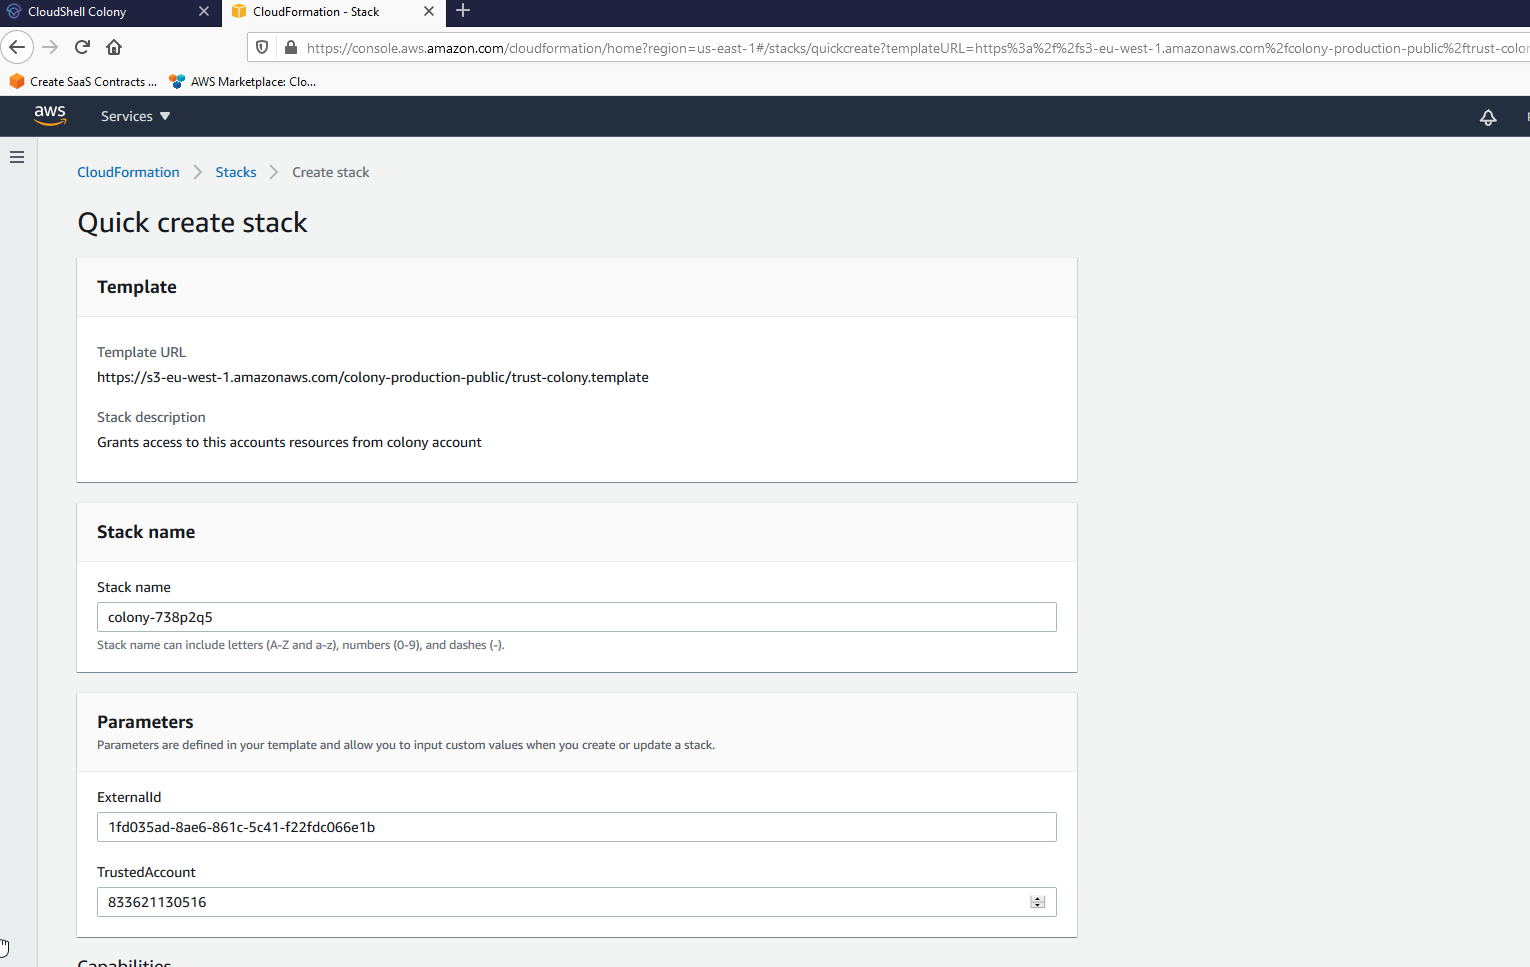 CloudShell Colony
CloudFormation - Stack
https://console.aws.amazon.com/cloudformation/home?region=us-east-1#/stacks/quickcreate?templateURL=https%3a%2f%2fs3-eu-west-1.amazonaws.com%2fcolony-production-public%2ftrust-colo
Create SaaS Contracts ...
AWS Marketplace: Clo...
aws
Services
CloudFormation
Stacks
Create stack
Quick create stack
Template
Template URL
https://s3-eu-west-1.amazonaws.com/colony-production-public/trust-colony.template
Stack description
Grants access to this accounts resources from colony account
Stack name
Stack name
colony-738p2q5
Stack name can include letters (A-Z and a-z), numbers (0-9), and dashes (-).
Parameters
Parameters are defined in your template and allow you to input custom values when you create or update a stack.
ExternalId
1fd035ad-8ae6-861c-5c41-f22fdc066e1b
TrustedAccount
833621130516
Capabilities